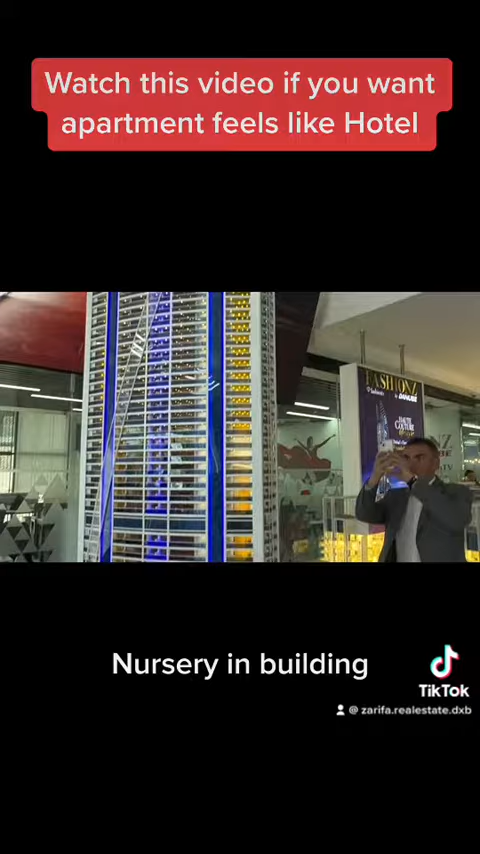 Watch this video if you want
apartment feels like Hotel
FASHIONZ
by DANUBE
HAUTE
COUTURE
Nursery in building
TikTok
@ zarifa.realestate.dxb